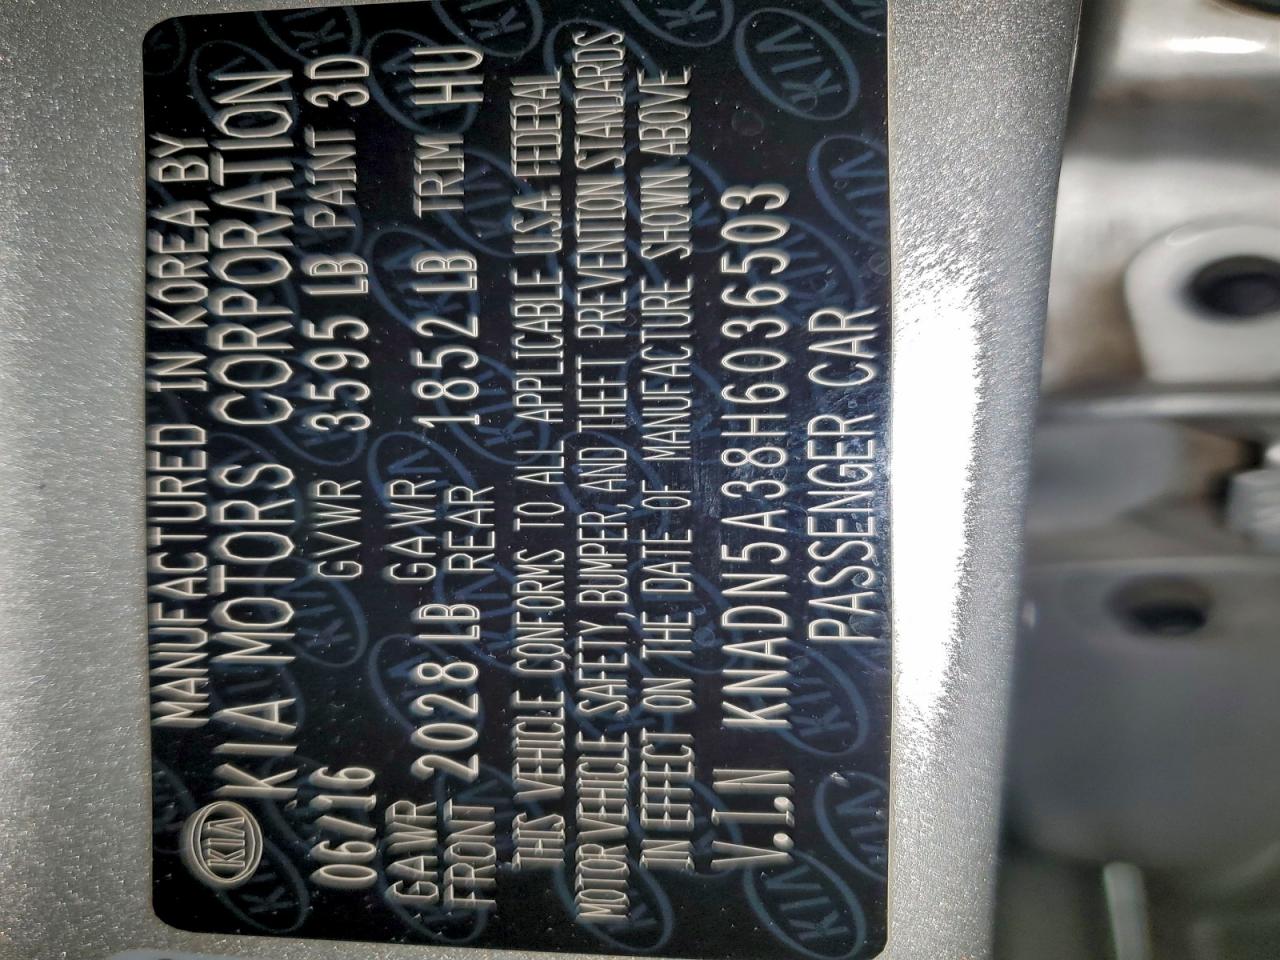 MANUFACTURED IN KOREA BY
KIA KIA MOTORS CORPORATION
06/16 GVWR 3595 LB PAINT 3D
GAWR FRONT 2028 LB GAWR REAR 1852 LB TRIM HU
THIS VEHICLE CONFORMS TO ALL APPLICABLE U.S.A. FEDERAL
MOTOR VEHICLE SAFETY, BUMPER, AND THEFT PREVENTION STANDARDS
IN EFFECT ON THE DATE OF MANUFACTURE SHOWN ABOVE
V.I.N KNADN5A38H6036503
PASSENGER CAR